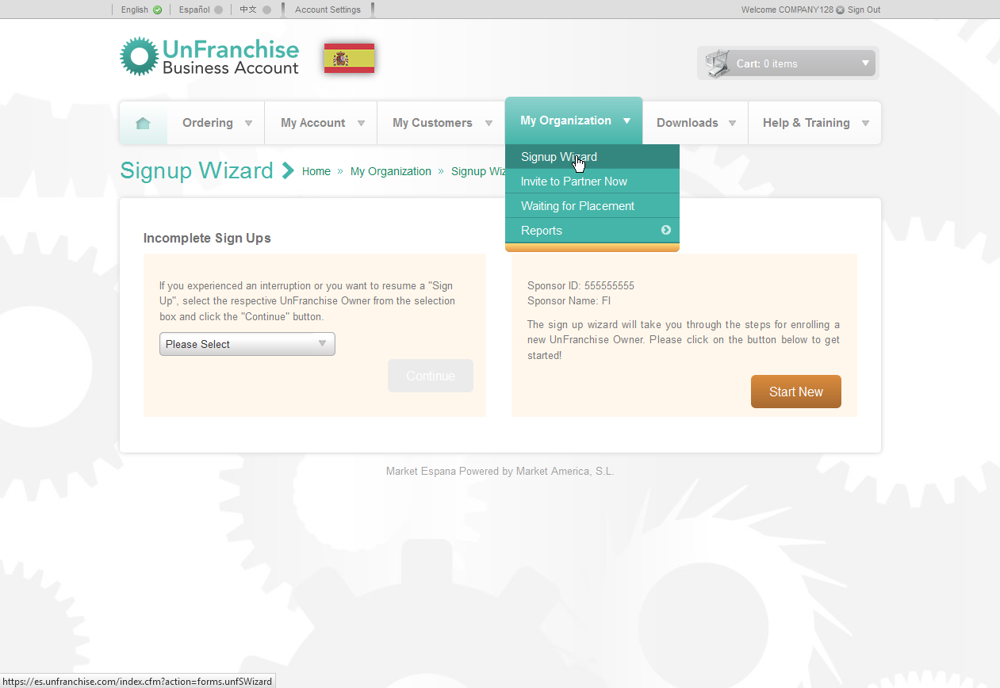 English Español 中文 Account Settings Welcome COMPANY128 Sign Out
UnFranchise
Business Account
Cart: 0 items
Ordering My Account My Customers My Organization Downloads Help & Training
Signup Wizard
Invite to Partner Now
Waiting for Placement
Reports
Signup Wizard Home » My Organization » Signup Wiz
Incomplete Sign Ups
If you experienced an interruption or you want to resume a "Sign
Up", select the respective UnFranchise Owner from the selection
box and click the "Continue" button.
Please Select
Continue
Sponsor ID: 555555555
Sponsor Name: FI
The sign up wizard will take you through the steps for enrolling a
new UnFranchise Owner. Please click on the button below to get
started!
Start New
Market Espana Powered by Market America, S.L.
https://es.unfranchise.com/index.cfm?action=forms.unfSWizard